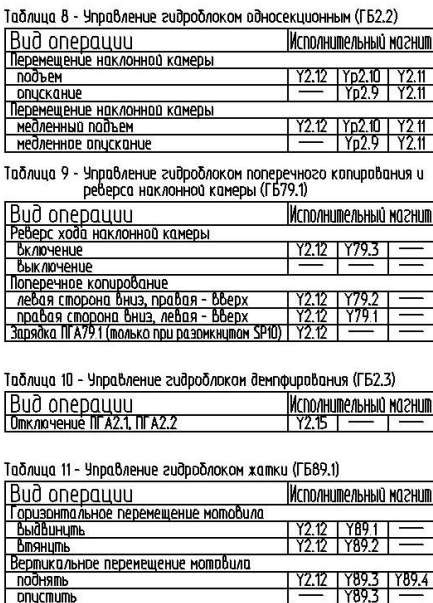 Таблица 8 - Управление гидроблоком односекционным (ГБ2.2)
Вид операции Исполнительный магнит
Перемещение наклонной камеры
подъем Y2.12 Yp2.10 Y2.11
опускание — Yp2.9 Y2.11
Перемещение наклонной камеры
медленный подъем Y2.12 Yp2.10 Y2.11
медленное опускание — Yp2.9 Y2.11
Таблица 9 - Управление гидроблоком поперечного копирования и
реверса наклонной камеры (ГБ79.1)
Вид операции Исполнительный магнит
Реверс хода наклонной камеры
включение Y2.12 Y79.3 —
выключение — — —
Поперечное копирование
левая сторона вниз, правая - вверх Y2.12 Y79.2 —
правая сторона вниз, левая - вверх Y2.12 Y79.1 —
Зарядка ПГА79.1 (только при разомкнутом SP10) Y2.12 — —
Таблица 10 - Управление гидроблоком демпфирования (ГБ2.3)
Вид операции Исполнительный магнит
Отключение ПГА2.1, ПГА2.2 Y2.15 — —
Таблица 11 - Управление гидроблоком жатки (ГБ89.1)
Вид операции Исполнительный магнит
Горизонтальное перемещение мотовила
выдвинуть Y2.12 Y89.1 —
втянуть Y2.12 Y89.2 —
Вертикальное перемещение мотовила
поднять Y2.12 Y89.3 Y89.4
опустить — Y89.3 —